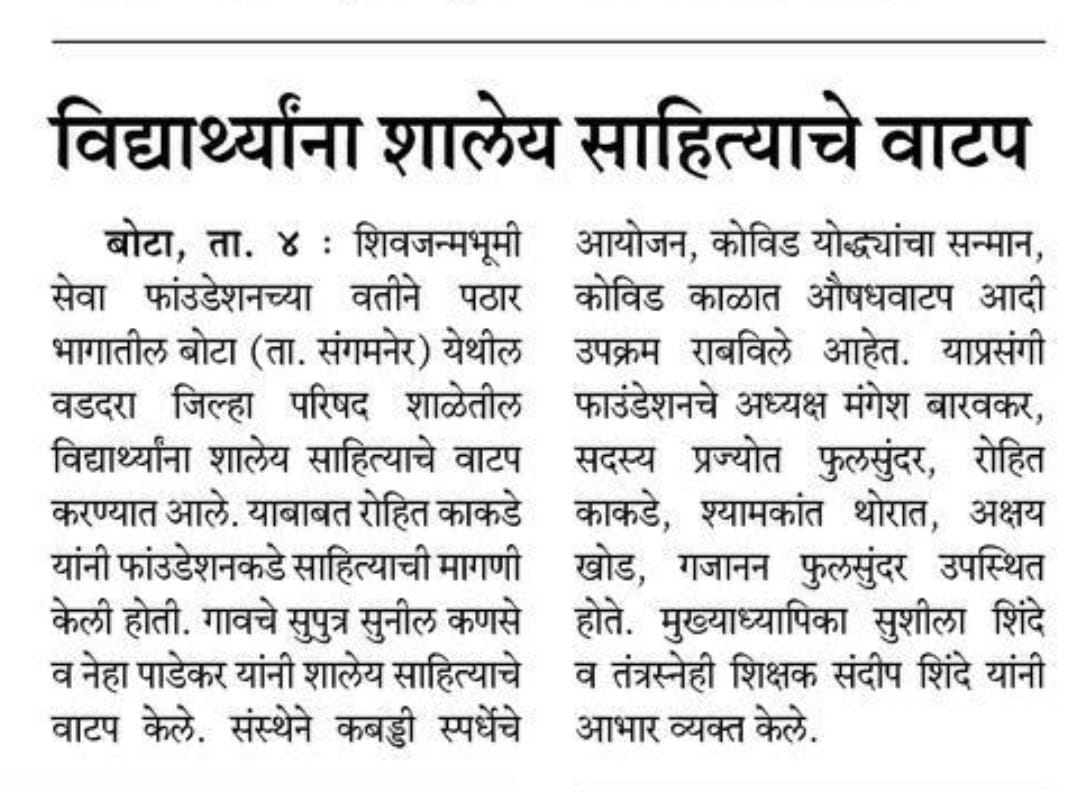 विद्यार्थ्यांना शालेय साहित्याचे वाटप
बोटा, ता. ४ : शिवजन्मभूमी
सेवा फांउडेशनच्या वतीने पठार
भागातील बोटा (ता. संगमनेर) येथील
वडदरा जिल्हा परिषद शाळेतील
विद्यार्थ्यांना शालेय साहित्याचे वाटप
करण्यात आले. याबाबत रोहित काकडे
यांनी फांउडेशनकडे साहित्याची मागणी
केली होती. गावचे सुपुत्र सुनील कणसे
व नेहा पाडेकर यांनी शालेय साहित्याचे
वाटप केले. संस्थेने कबड्डी स्पर्धेचे
आयोजन, कोविड योद्ध्यांचा सन्मान,
कोविड काळात औषधवाटप आदी
उपक्रम राबविले आहेत. याप्रसंगी
फाउंडेशनचे अध्यक्ष मंगेश बारवकर,
सदस्य प्रज्योत फुलसुंदर, रोहित
काकडे, श्यामकांत थोरात, अक्षय
खोड, गजानन फुलसुंदर उपस्थित
होते. मुख्याध्यापिका सुशीला शिंदे
व तंत्रस्नेही शिक्षक संदीप शिंदे यांनी
आभार व्यक्त केले.